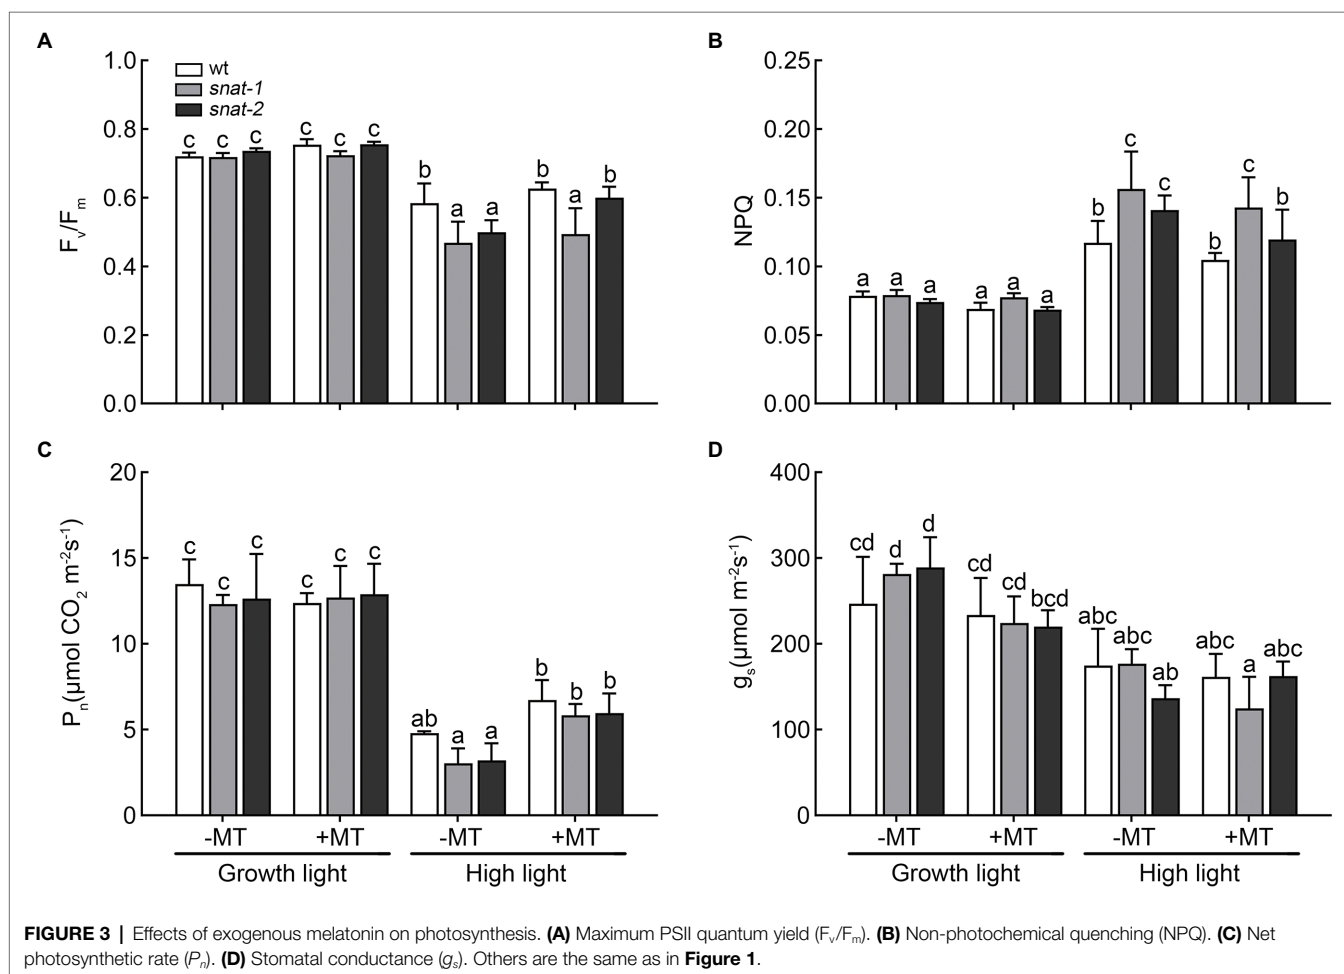 A
1.0
0.8
0.6
0.4
0.2
0.0
Fv/Fm
wt
snat-1
snat-2
c c c c c c b a a b a b
B
0.25
0.20
0.15
0.10
0.05
0.00
NPQ
a a a a a a b c c b c b
C
20
15
10
5
0
Pn(µmol CO2 m-2s-1)
c c c c c c ab a a b b b
-MT +MT -MT +MT
Growth light High light
D
400
300
200
100
0
gs(µmol m-2s-1)
cd d d cd cd bcd abc abc ab abc a abc
-MT +MT -MT +MT
Growth light High light
FIGURE 3 | Effects of exogenous melatonin on photosynthesis. (A) Maximum PSII quantum yield (Fv/Fm). (B) Non-photochemical quenching (NPQ). (C) Net
photosynthetic rate (Pn). (D) Stomatal conductance (gs). Others are the same as in Figure 1.